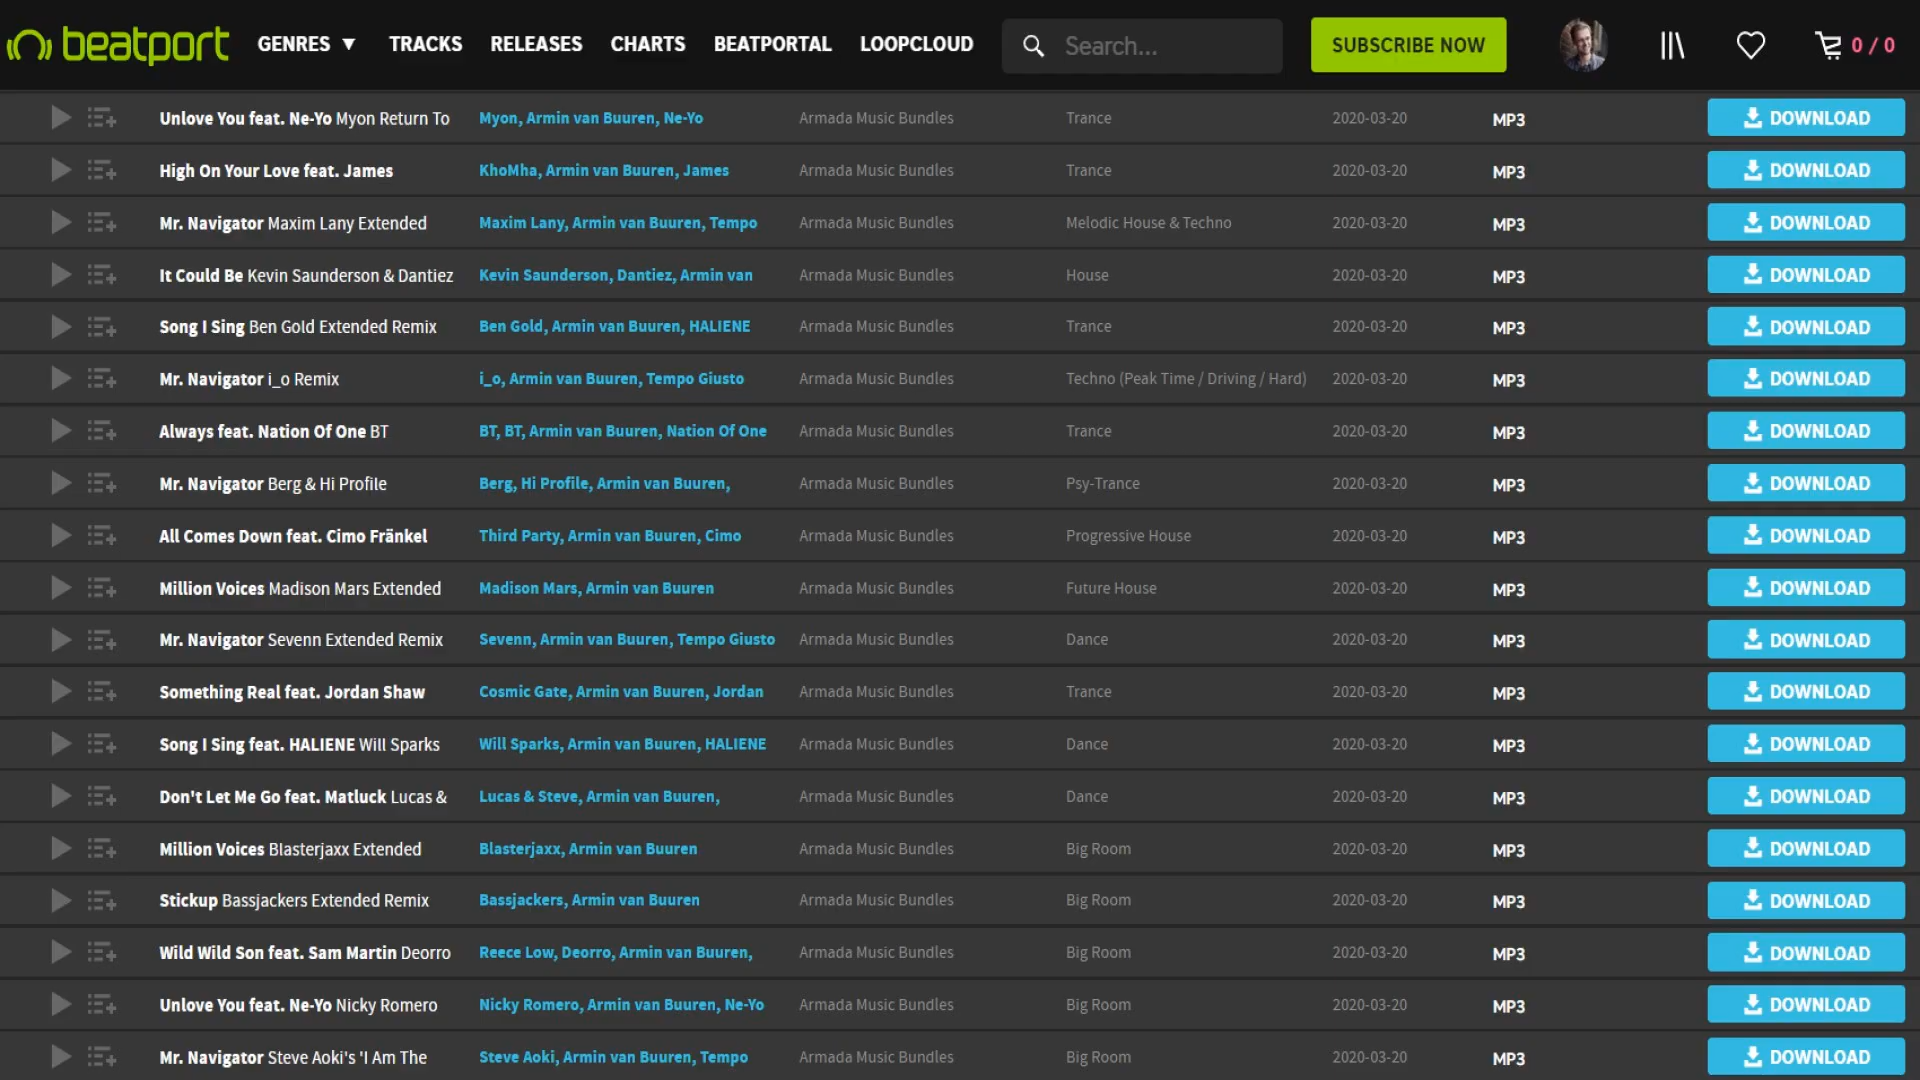 beatport GENRES ▼ TRACKS RELEASES CHARTS BEATPORTAL LOOPCLOUD Search... SUBSCRIBE NOW 0 / 0
Unlove You feat. Ne-Yo Myon Return To Myon, Armin van Buuren, Ne-Yo Armada Music Bundles Trance 2020-03-20 MP3 DOWNLOAD
High On Your Love feat. James KhoMha, Armin van Buuren, James Armada Music Bundles Trance 2020-03-20 MP3 DOWNLOAD
Mr. Navigator Maxim Lany Extended Maxim Lany, Armin van Buuren, Tempo Armada Music Bundles Melodic House & Techno 2020-03-20 MP3 DOWNLOAD
It Could Be Kevin Saunderson & Dantiez Kevin Saunderson, Dantiez, Armin van Armada Music Bundles House 2020-03-20 MP3 DOWNLOAD
Song I Sing Ben Gold Extended Remix Ben Gold, Armin van Buuren, HALIENE Armada Music Bundles Trance 2020-03-20 MP3 DOWNLOAD
Mr. Navigator i_o Remix i_o, Armin van Buuren, Tempo Giusto Armada Music Bundles Techno (Peak Time / Driving / Hard) 2020-03-20 MP3 DOWNLOAD
Always feat. Nation Of One BT BT, BT, Armin van Buuren, Nation Of One Armada Music Bundles Trance 2020-03-20 MP3 DOWNLOAD
Mr. Navigator Berg & Hi Profile Berg, Hi Profile, Armin van Buuren, Armada Music Bundles Psy-Trance 2020-03-20 MP3 DOWNLOAD
All Comes Down feat. Cimo Fränkel Third Party, Armin van Buuren, Cimo Armada Music Bundles Progressive House 2020-03-20 MP3 DOWNLOAD
Million Voices Madison Mars Extended Madison Mars, Armin van Buuren Armada Music Bundles Future House 2020-03-20 MP3 DOWNLOAD
Mr. Navigator Sevenn Extended Remix Sevenn, Armin van Buuren, Tempo Giusto Armada Music Bundles Dance 2020-03-20 MP3 DOWNLOAD
Something Real feat. Jordan Shaw Cosmic Gate, Armin van Buuren, Jordan Armada Music Bundles Trance 2020-03-20 MP3 DOWNLOAD
Song I Sing feat. HALIENE Will Sparks Will Sparks, Armin van Buuren, HALIENE Armada Music Bundles Dance 2020-03-20 MP3 DOWNLOAD
Don't Let Me Go feat. Matluck Lucas & Lucas & Steve, Armin van Buuren, Armada Music Bundles Dance 2020-03-20 MP3 DOWNLOAD
Million Voices Blasterjaxx Extended Blasterjaxx, Armin van Buuren Armada Music Bundles Big Room 2020-03-20 MP3 DOWNLOAD
Stickup Bassjackers Extended Remix Bassjackers, Armin van Buuren Armada Music Bundles Big Room 2020-03-20 MP3 DOWNLOAD
Wild Wild Son feat. Sam Martin Deorro Reece Low, Deorro, Armin van Buuren, Armada Music Bundles Big Room 2020-03-20 MP3 DOWNLOAD
Unlove You feat. Ne-Yo Nicky Romero Nicky Romero, Armin van Buuren, Ne-Yo Armada Music Bundles Big Room 2020-03-20 MP3 DOWNLOAD
Mr. Navigator Steve Aoki's 'I Am The Steve Aoki, Armin van Buuren, Tempo Armada Music Bundles Big Room 2020-03-20 MP3 DOWNLOAD